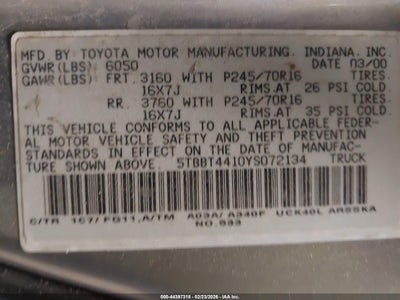 MFD. BY TOYOTA MOTOR MANUFACTURING, INDIANA, INC.
GVWR(LBS) 6050 DATE 03/00
GAWR(LBS) FRT. 3160 WITH P245/70R16 TIRES,
16X7J RIMS.AT 26 PSI COLD.
RR. 3760 WITH P245/70R16 TIRES,
16X7J RIMS.AT 35 PSI COLD.
THIS VEHICLE CONFORMS TO ALL APPLICABLE FEDER-
AL MOTOR VEHICLE SAFETY AND THEFT PREVENTION
STANDARDS IN EFFECT ON THE DATE OF MANUFAC-
TURE SHOWN ABOVE. 5TBBT4410YS072134 TRUCK
C/TR 1C7/FG11,A/TM A03A/A340F UCK40L ARSSKA
NO.533
000-44397318 - 02/23/2026 - IAA Inc.